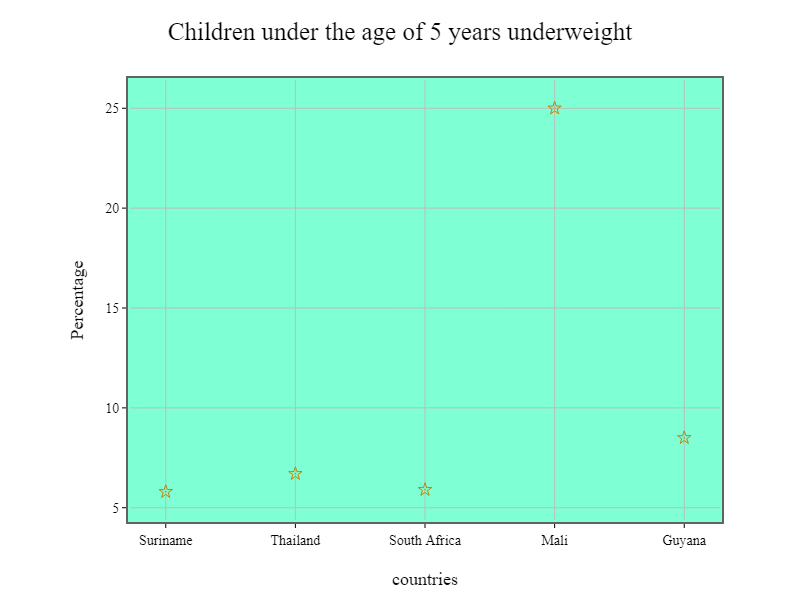 Children under the age of 5 years underweight
Percentage
25
20
15
10
5
Suriname Thailand South Africa Mali Guyana
countries